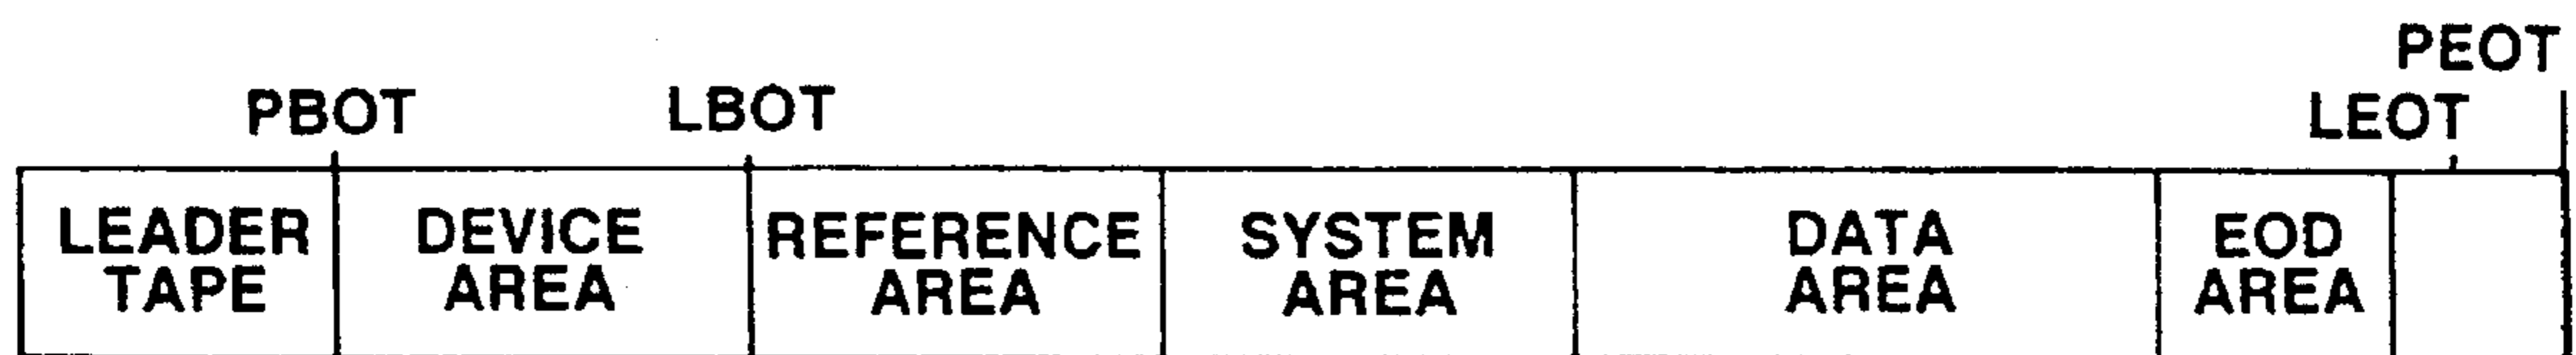 PEOT
PBOT LBOT LEOT
LEADER TAPE
DEVICE AREA
REFERENCE AREA
SYSTEM AREA
DATA AREA
EOD AREA